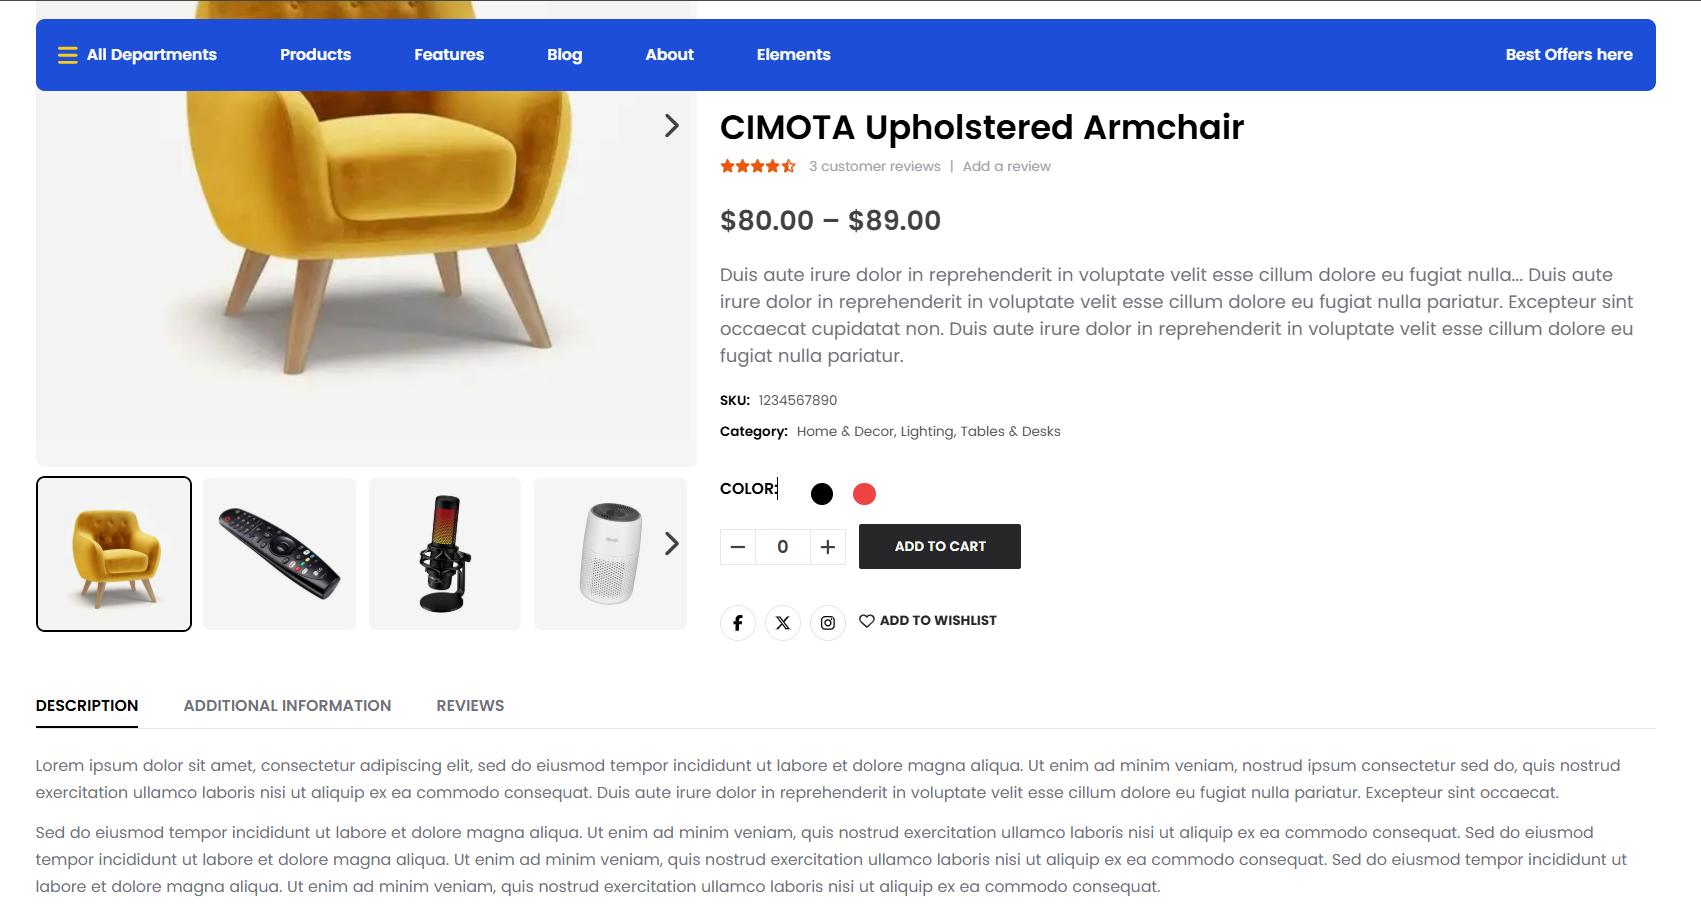 All Departments Products Features Blog About Elements Best Offers here
CIMOTA Upholstered Armchair
3 customer reviews | Add a review
$80.00 – $89.00
Duis aute irure dolor in reprehenderit in voluptate velit esse cillum dolore eu fugiat nulla... Duis aute
irure dolor in reprehenderit in voluptate velit esse cillum dolore eu fugiat nulla pariatur. Excepteur sint
occaecat cupidatat non. Duis aute irure dolor in reprehenderit in voluptate velit esse cillum dolore eu
fugiat nulla pariatur.
SKU: 1234567890
Category: Home & Decor, Lighting, Tables & Desks
COLOR:
0
ADD TO CART
ADD TO WISHLIST
DESCRIPTION ADDITIONAL INFORMATION REVIEWS
Lorem ipsum dolor sit amet, consectetur adipiscing elit, sed do eiusmod tempor incididunt ut labore et dolore magna aliqua. Ut enim ad minim veniam, nostrud ipsum consectetur sed do, quis nostrud
exercitation ullamco laboris nisi ut aliquip ex ea commodo consequat. Duis aute irure dolor in reprehenderit in voluptate velit esse cillum dolore eu fugiat nulla pariatur. Excepteur sint occaecat.
Sed do eiusmod tempor incididunt ut labore et dolore magna aliqua. Ut enim ad minim veniam, quis nostrud exercitation ullamco laboris nisi ut aliquip ex ea commodo consequat. Sed do eiusmod
tempor incididunt ut labore et dolore magna aliqua. Ut enim ad minim veniam, quis nostrud exercitation ullamco laboris nisi ut aliquip ex ea commodo consequat. Sed do eiusmod tempor incididunt ut
labore et dolore magna aliqua. Ut enim ad minim veniam, quis nostrud exercitation ullamco laboris nisi ut aliquip ex ea commodo consequat.